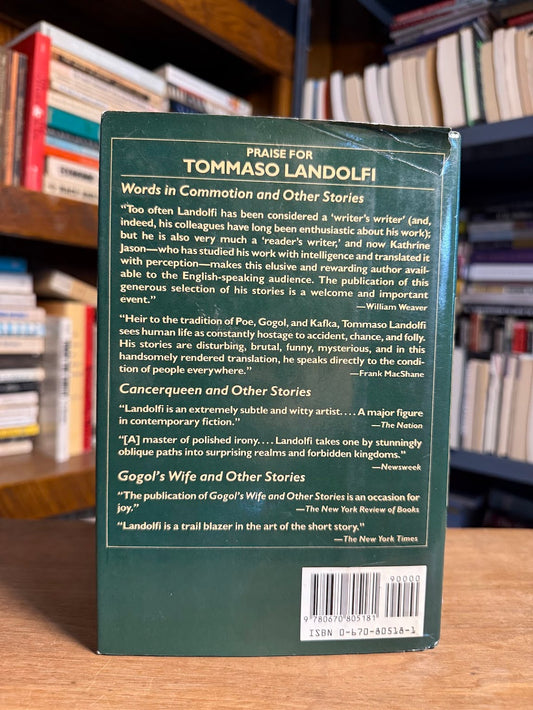 PRAISE FOR
TOMMASO LANDOLFI
Words in Commotion and Other Stories
“Too often Landolfi has been considered a ‘writer’s writer’ (and,
indeed, his colleagues have long been enthusiastic about his work);
but he is also very much a ‘reader’s writer,’ and now Kathrine
Jason—who has studied his work with intelligence and translated it
with perception—makes this elusive and rewarding author avail-
able to the English-speaking audience. The publication of this
generous selection of his stories is a welcome and important
event.”
—William Weaver
“Heir to the tradition of Poe, Gogol, and Kafka, Tommaso Landolfi
sees human life as constantly hostage to accident, chance, and folly.
His stories are disturbing, brutal, funny, mysterious, and in this
handsomely rendered translation, he speaks directly to the condi-
tion of people everywhere.”
—Frank MacShane
Cancerqueen and Other Stories
“Landolfi is an extremely subtle and witty artist.... A major figure
in contemporary fiction.”
—The Nation
“[A] master of polished irony.... Landolfi takes one by stunningly
oblique paths into surprising realms and forbidden kingdoms.”
—Newsweek
Gogol’s Wife and Other Stories
“The publication of Gogol’s Wife and Other Stories is an occasion for
joy.”
—The New York Review of Books
“Landolfi is a trail blazer in the art of the short story.”
—The New York Times
90000
9 780670 805181
ISBN 0-670-80518-1